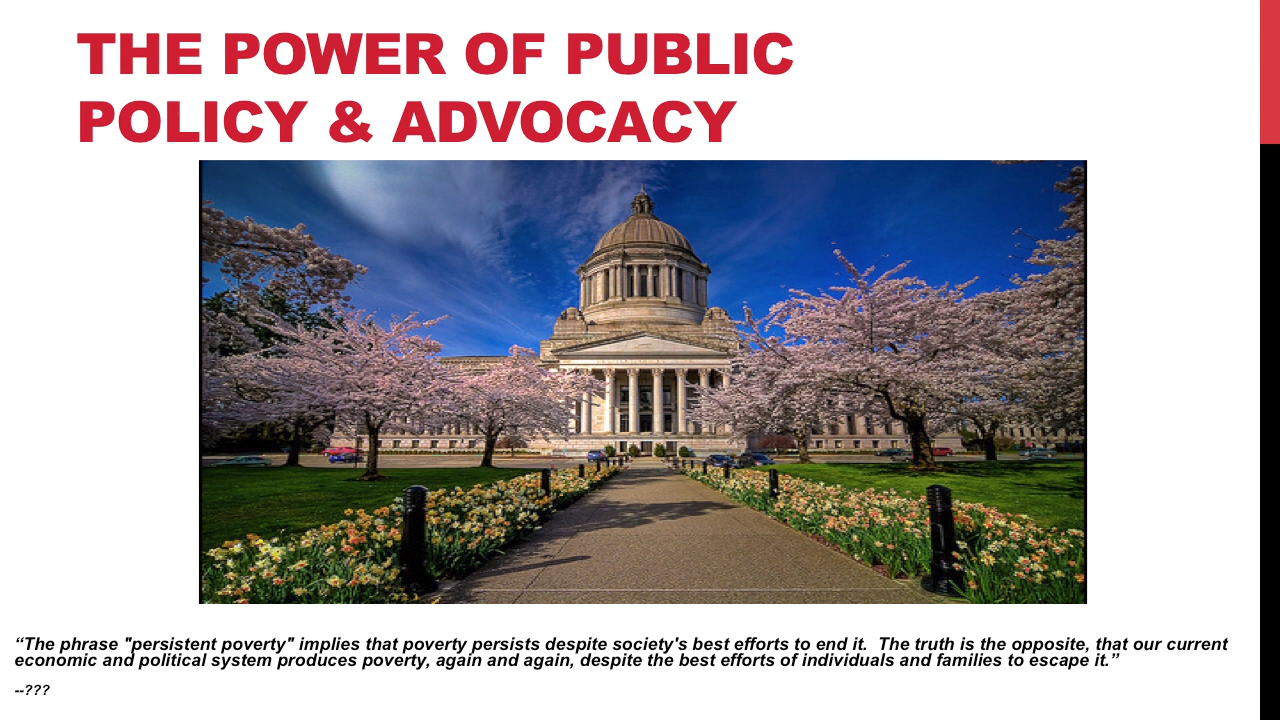 THE POWER OF PUBLIC
POLICY & ADVOCACY
“The phrase "persistent poverty" implies that poverty persists despite society's best efforts to end it.  The truth is the opposite, that our current
economic and political system produces poverty, again and again, despite the best efforts of individuals and families to escape it.”
--???